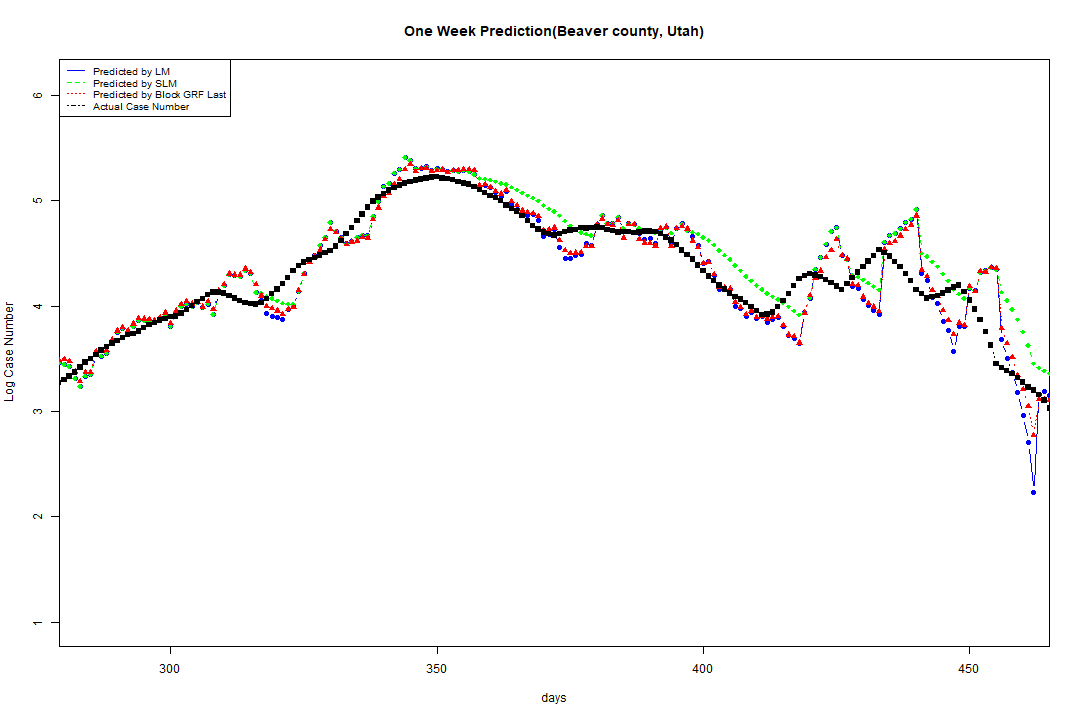 One Week Prediction(Beaver county, Utah)
Predicted by LM
Predicted by SLM
Predicted by Block GRF Last
Actual Case Number
6
5
4
3
2
1
Log Case Number
300
350
400
450
days